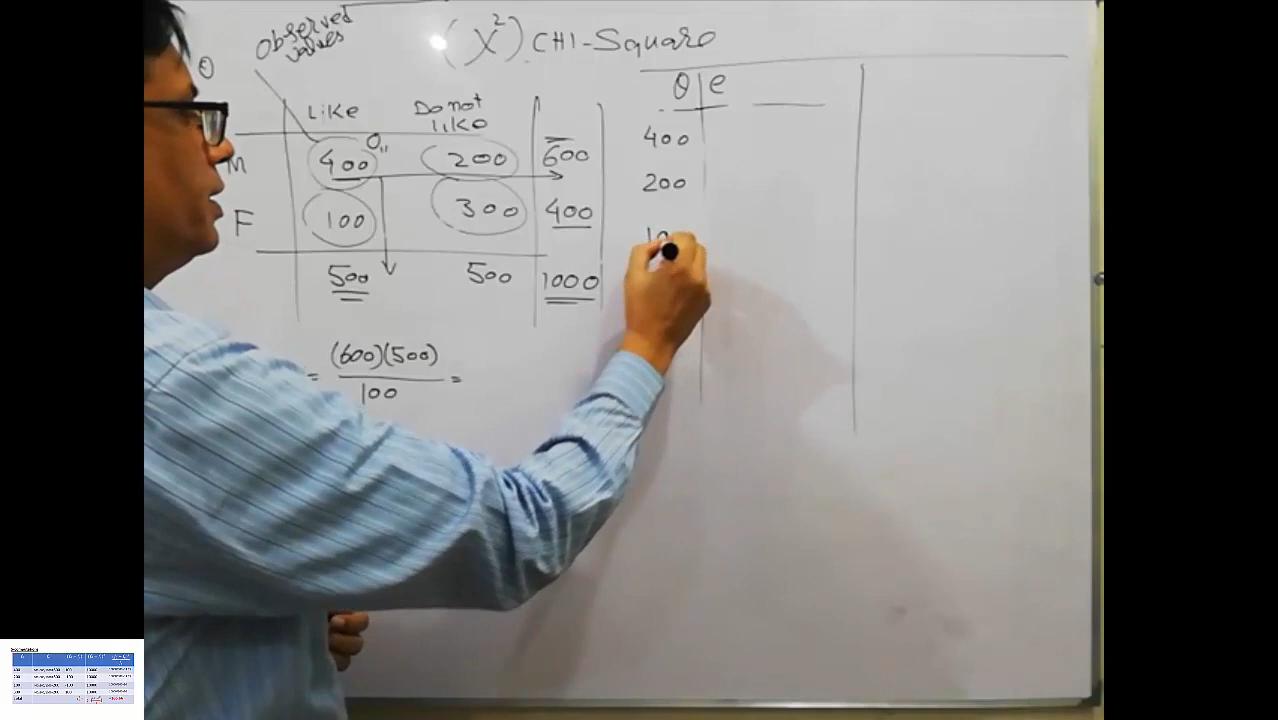 (X²) CHI-Square
Observed
values
Like Do not
like
M 400 O₁₁ 200 600
F 100 300 400
500 500 1000
= (600)(500) =
100
O e
400
200
10